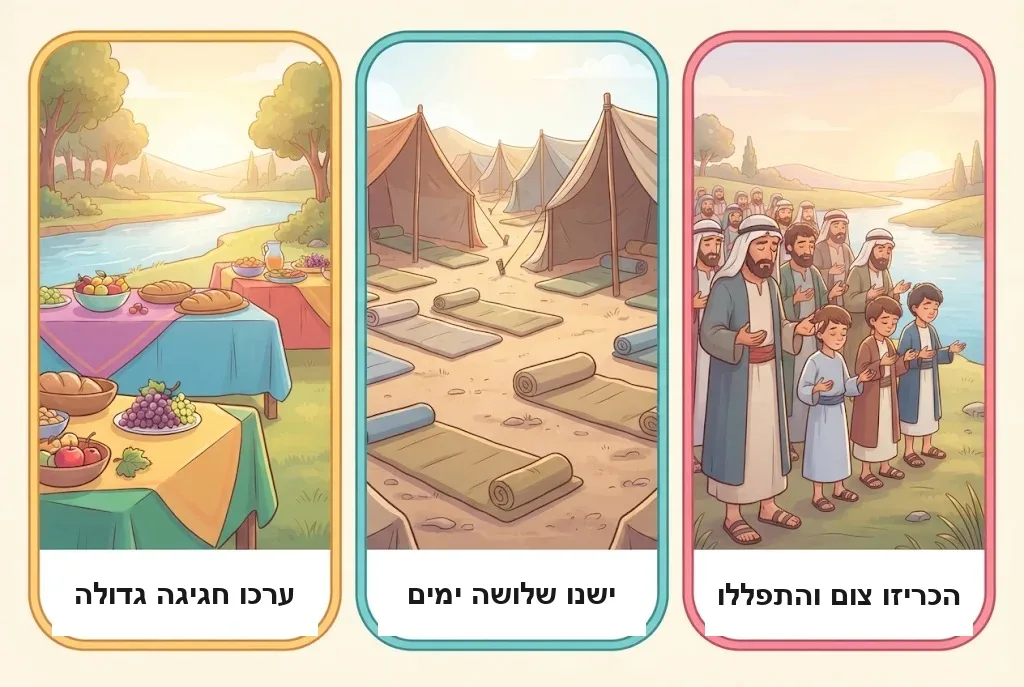 הכריזו צום והתפללו
ישנו שלושה ימים
ערכו חגיגה גדולה